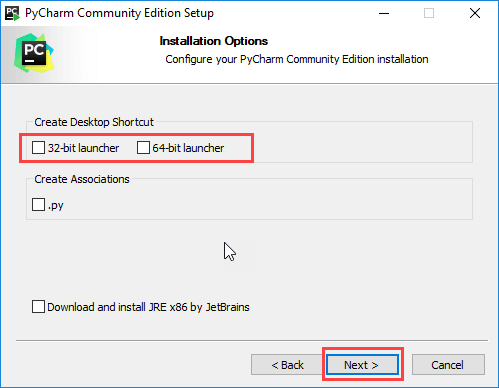 PC PyCharm Community Edition Setup
PC
Installation Options
Configure your PyCharm Community Edition installation
Create Desktop Shortcut
32-bit launcher 64-bit launcher
Create Associations
.py
Download and install JRE x86 by JetBrains
< Back Next > Cancel